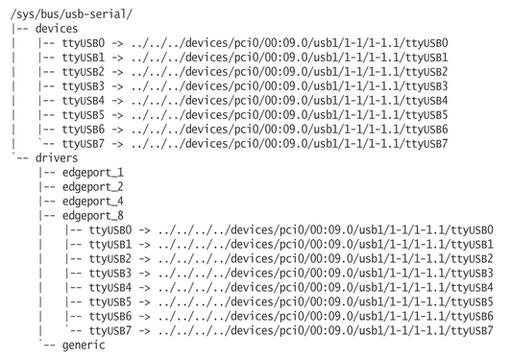 /sys/bus/usb-serial/
|-- devices
|   |-- ttyUSB0 -> ../../../devices/pci0/00:09.0/usb1/1-1/1-1.1/ttyUSB0
|   |-- ttyUSB1 -> ../../../devices/pci0/00:09.0/usb1/1-1/1-1.1/ttyUSB1
|   |-- ttyUSB2 -> ../../../devices/pci0/00:09.0/usb1/1-1/1-1.1/ttyUSB2
|   |-- ttyUSB3 -> ../../../devices/pci0/00:09.0/usb1/1-1/1-1.1/ttyUSB3
|   |-- ttyUSB4 -> ../../../devices/pci0/00:09.0/usb1/1-1/1-1.1/ttyUSB4
|   |-- ttyUSB5 -> ../../../devices/pci0/00:09.0/usb1/1-1/1-1.1/ttyUSB5
|   |-- ttyUSB6 -> ../../../devices/pci0/00:09.0/usb1/1-1/1-1.1/ttyUSB6
|   `-- ttyUSB7 -> ../../../devices/pci0/00:09.0/usb1/1-1/1-1.1/ttyUSB7
`-- drivers
    |-- edgeport_1
    |-- edgeport_2
    |-- edgeport_4
    |-- edgeport_8
    |   |-- ttyUSB0 -> ../../../../devices/pci0/00:09.0/usb1/1-1/1-1.1/ttyUSB0
    |   |-- ttyUSB1 -> ../../../../devices/pci0/00:09.0/usb1/1-1/1-1.1/ttyUSB1
    |   |-- ttyUSB2 -> ../../../../devices/pci0/00:09.0/usb1/1-1/1-1.1/ttyUSB2
    |   |-- ttyUSB3 -> ../../../../devices/pci0/00:09.0/usb1/1-1/1-1.1/ttyUSB3
    |   |-- ttyUSB4 -> ../../../../devices/pci0/00:09.0/usb1/1-1/1-1.1/ttyUSB4
    |   |-- ttyUSB5 -> ../../../../devices/pci0/00:09.0/usb1/1-1/1-1.1/ttyUSB5
    |   |-- ttyUSB6 -> ../../../../devices/pci0/00:09.0/usb1/1-1/1-1.1/ttyUSB6
    |   `-- ttyUSB7 -> ../../../../devices/pci0/00:09.0/usb1/1-1/1-1.1/ttyUSB7
    `-- generic